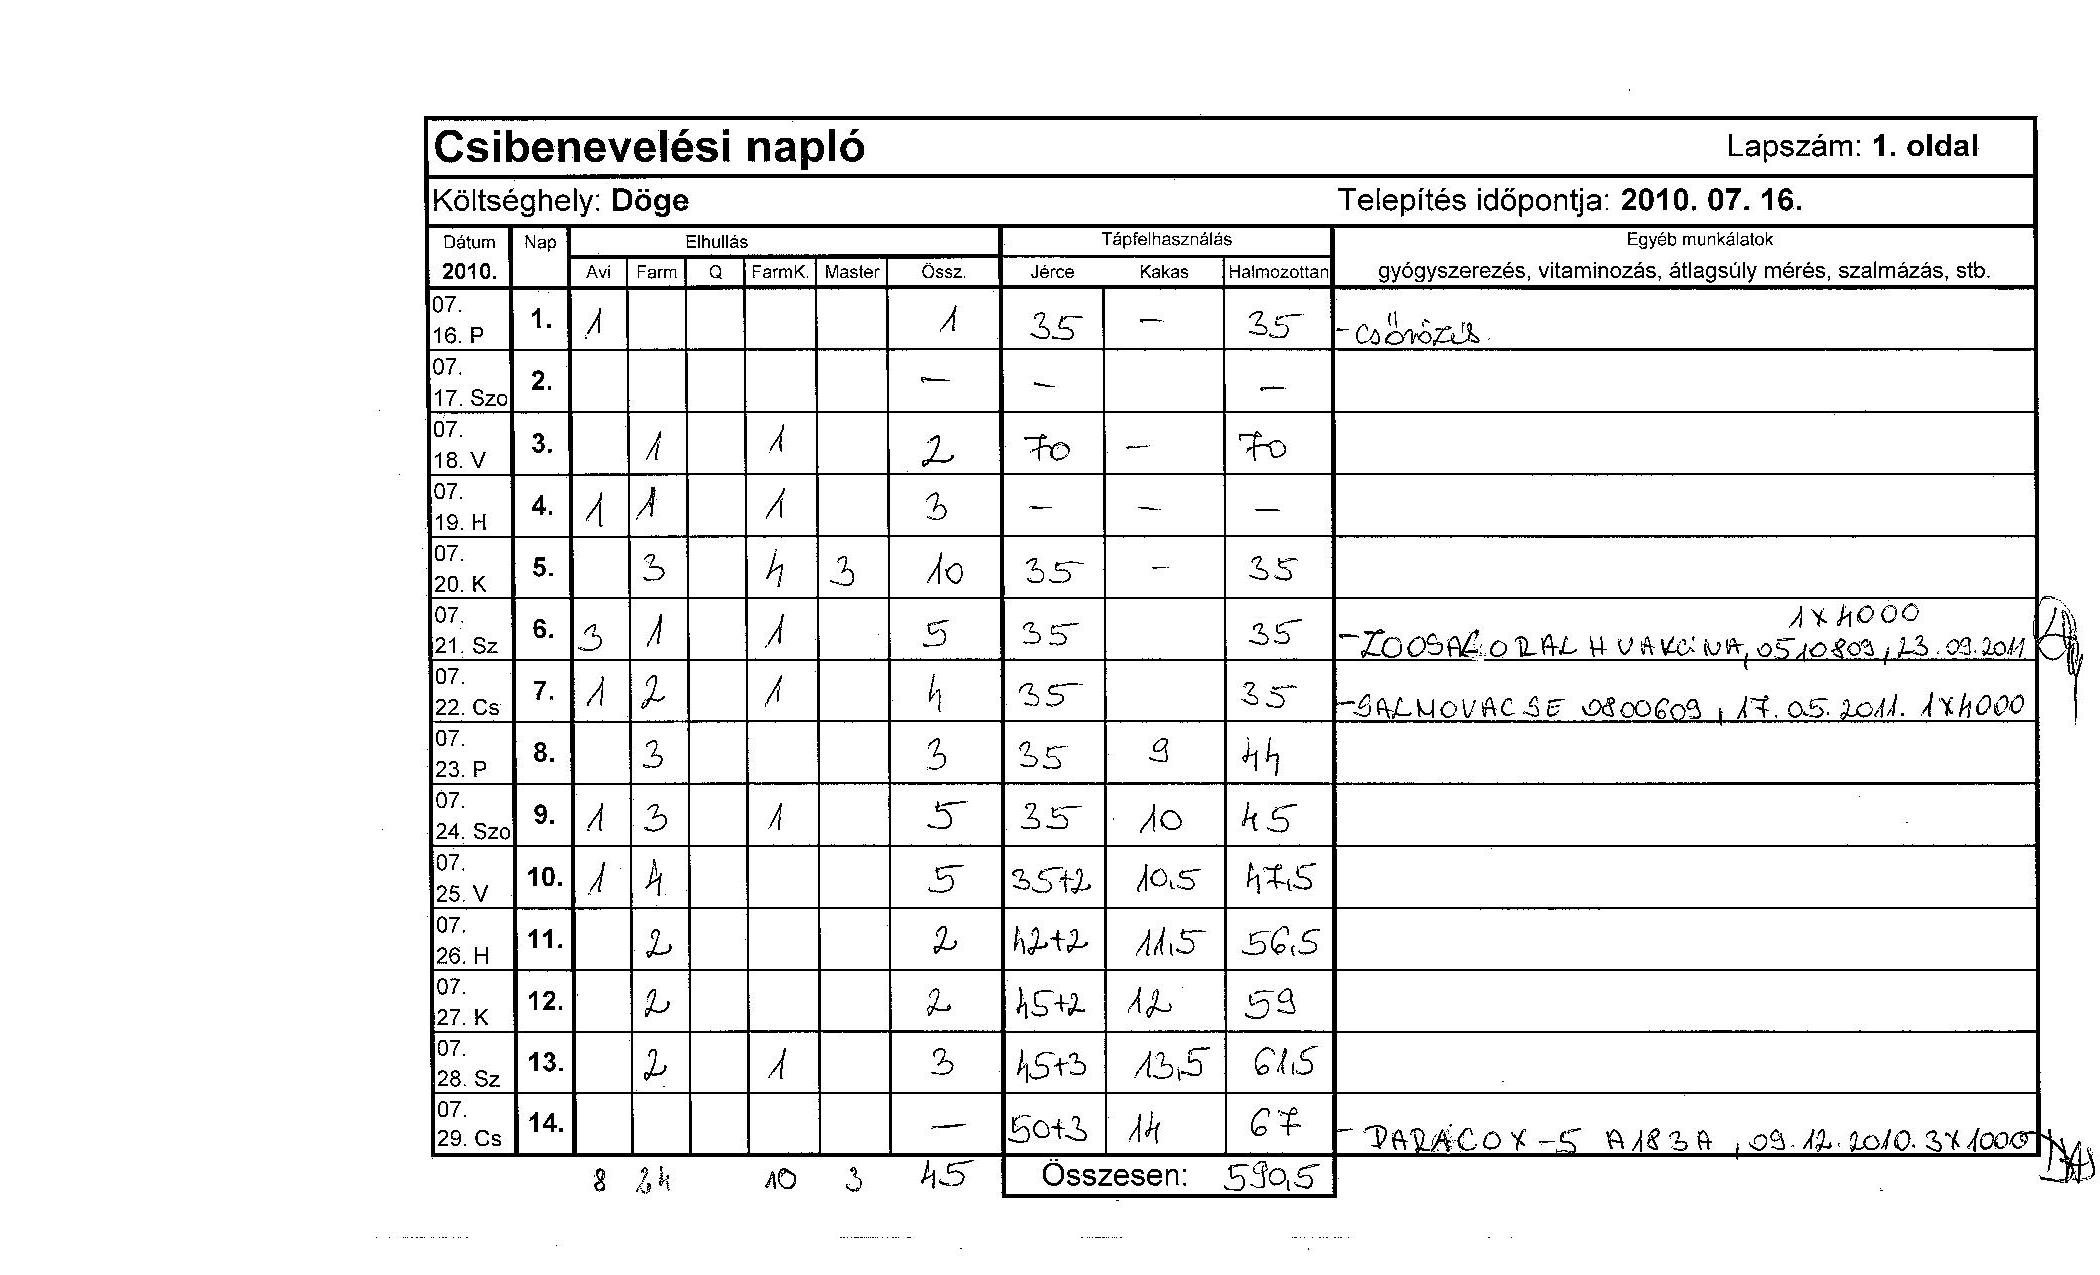 Csibenevelési napló Lapszám: 1. oldal
Költséghely: Döge Telepítés időpontja: 2010. 07. 16.
Dátum Nap Elhullás Tápfelhasználás Egyéb munkálatok
2010. Avi Farm Q FarmK. Master Össz. Jérce Kakas Halmozottan gyógyszerezés, vitaminozás, átlagsúly mérés, szalmázás, stb.
07. 16. P 1. 1 1 35 - 35 - csőrözés.
07. 17. Szo 2. - - -
07. 18. V 3. 1 1 2 70 - 70
07. 19. H 4. 1 1 1 3 - - -
07. 20. K 5. 3 4 3 10 35 - 35
1x4000
07. 21. Sz 6. 3 1 1 5 35 35 - ZOOSAL ORAL H VAKCINA, 0510809, 23.09.2011
07. 22. Cs 7. 1 2 1 4 35 35 - SALMOVAC SE 0800609, 17.05.2011. 1x4000
07. 23. P 8. 3 3 35 9 44
07. 24. Szo 9. 1 3 1 5 35 10 45
07. 25. V 10. 1 4 5 35+2 10,5 47,5
07. 26. H 11. 2 2 42+2 11,5 56,5
07. 27. K 12. 2 2 45+2 12 59
07. 28. Sz 13. 2 1 3 45+3 13,5 61,5
07. 29. Cs 14. - 50+3 14 67 - PARACOX-5 A183A, 09.12.2010. 3x1000
8 24 10 3 45 Összesen: 590,5